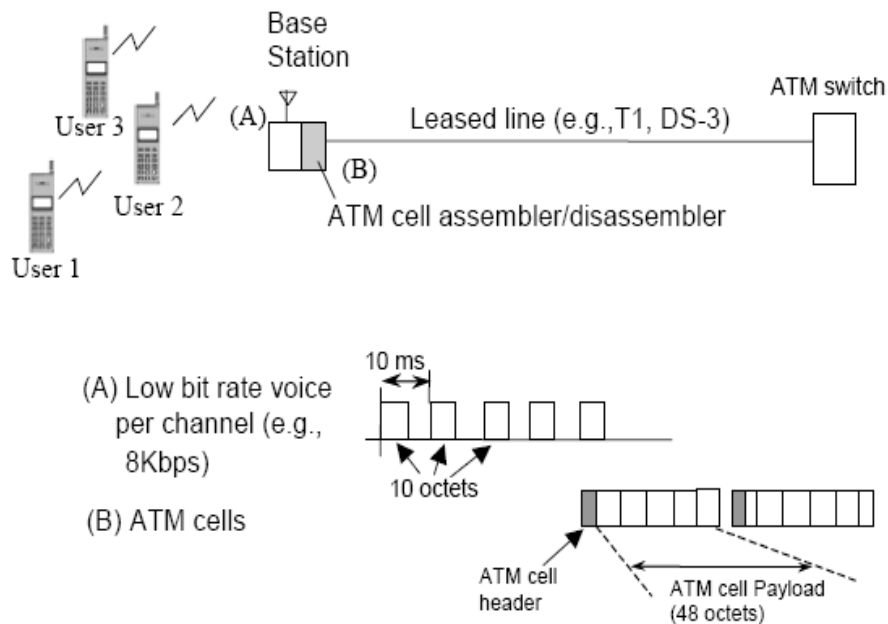 Base
Station
ATM switch
User 3
(A)
Leased line (e.g.,T1, DS-3)
(B)
User 2
ATM cell assembler/disassembler
User 1
10 ms
(A) Low bit rate voice
per channel (e.g.,
8Kbps)
10 octets
(B) ATM cells
ATM cell
header
ATM cell Payload
(48 octets)